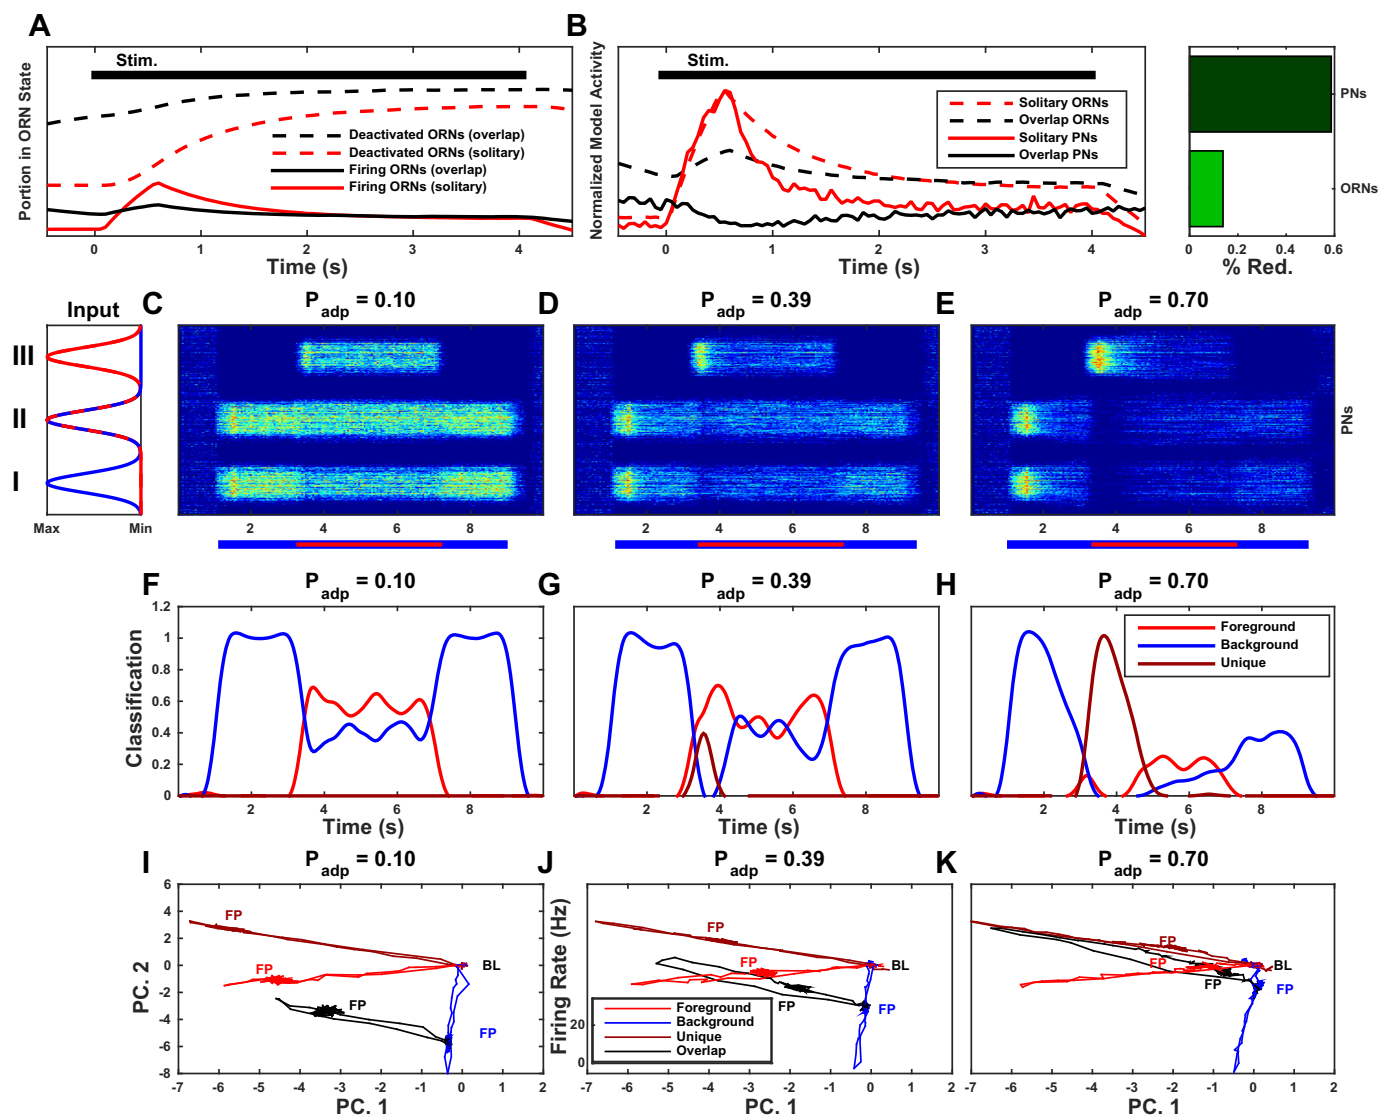 A
Portion in ORN State
Stim.
Deactivated ORNs (overlap)
Deactivated ORNs (solitary)
Firing ORNs (overlap)
Firing ORNs (solitary)
0 1 2 3 4
Time (s)
B
Normalized Model Activity
Stim.
Solitary ORNs
Overlap ORNs
Solitary PNs
Overlap PNs
0 1 2 3 4
Time (s)
PNs
ORNs
0 0.2 0.4 0.6
% Red.
Input
III
II
I
Max Min
C
P adp = 0.10
2 4 6 8
D
P adp = 0.39
2 4 6 8
E
P adp = 0.70
2 4 6 8
PNs
F
P adp = 0.10
Classification
1.2
1
0.8
0.6
0.4
0.2
0
2 4 6 8
Time (s)
G
P adp = 0.39
2 4 6 8
Time (s)
H
P adp = 0.70
Foreground
Background
Unique
2 4 6 8
Time (s)
I
P adp = 0.10
PC. 2
6
4
2
0
-2
-4
-6
-8
FP
FP
BL
FP
FP
-7 -6 -5 -4 -3 -2 -1 0 1 2
PC. 1
J
P adp = 0.39
Firing Rate (Hz)
20
0
FP
FP
BL
FP
FP
Foreground
Background
Unique
Overlap
-7 -6 -5 -4 -3 -2 -1 0 1 2
PC. 1
K
P adp = 0.70
FP
FP
BL
FP
FP
-7 -6 -5 -4 -3 -2 -1 0 1 2
PC. 1